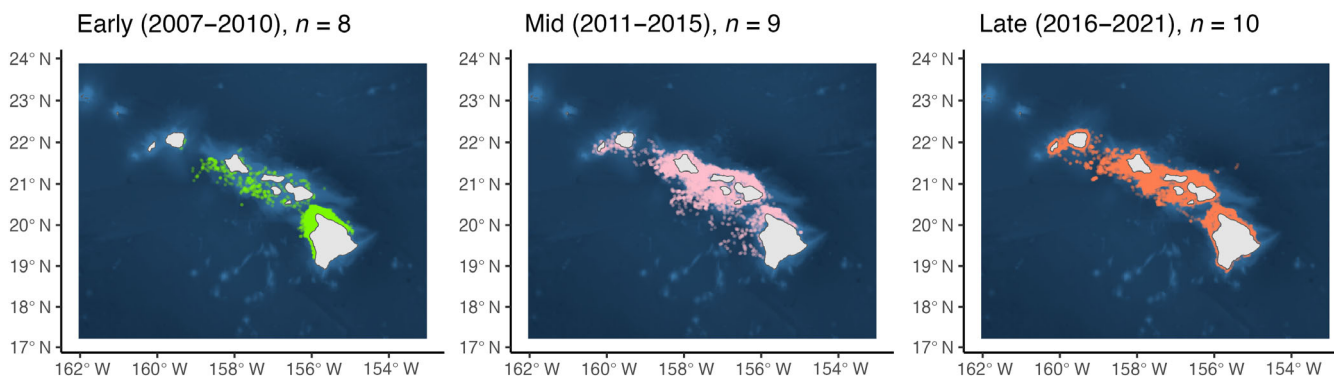 Early (2007–2010), n = 8
Mid (2011–2015), n = 9
Late (2016–2021), n = 10
24° N
23° N
22° N
21° N
20° N
19° N
18° N
17° N
162° W 160° W 158° W 156° W 154° W
24° N
23° N
22° N
21° N
20° N
19° N
18° N
17° N
162° W 160° W 158° W 156° W 154° W
24° N
23° N
22° N
21° N
20° N
19° N
18° N
17° N
162° W 160° W 158° W 156° W 154° W